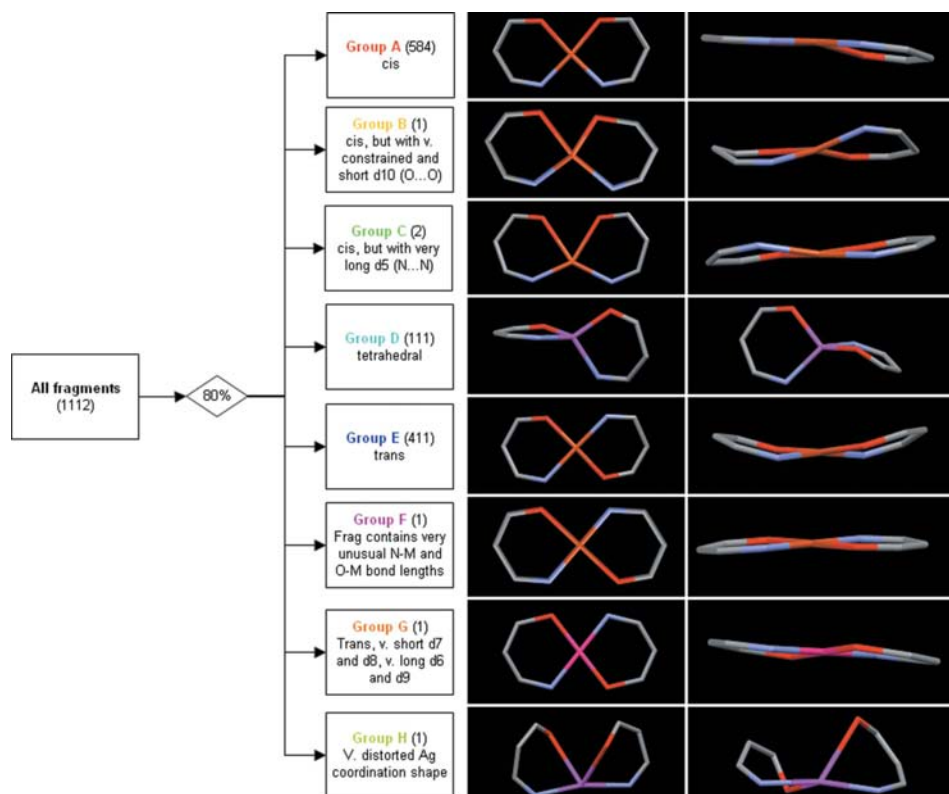 Group A (584)
cis
Group B (1)
cis, but with v.
constrained and
short d10 (O...O)
Group C (2)
cis, but with very
long d5 (N...N)
Group D (111)
tetrahedral
All fragments
(1112)
80%
Group E (411)
trans
Group F (1)
Frag contains very
unusual N-M and
O-M bond lengths
Group G (1)
Trans, v. short d7
and d8, v. long d6
and d9
Group H (1)
V. distorted Ag
coordination shape